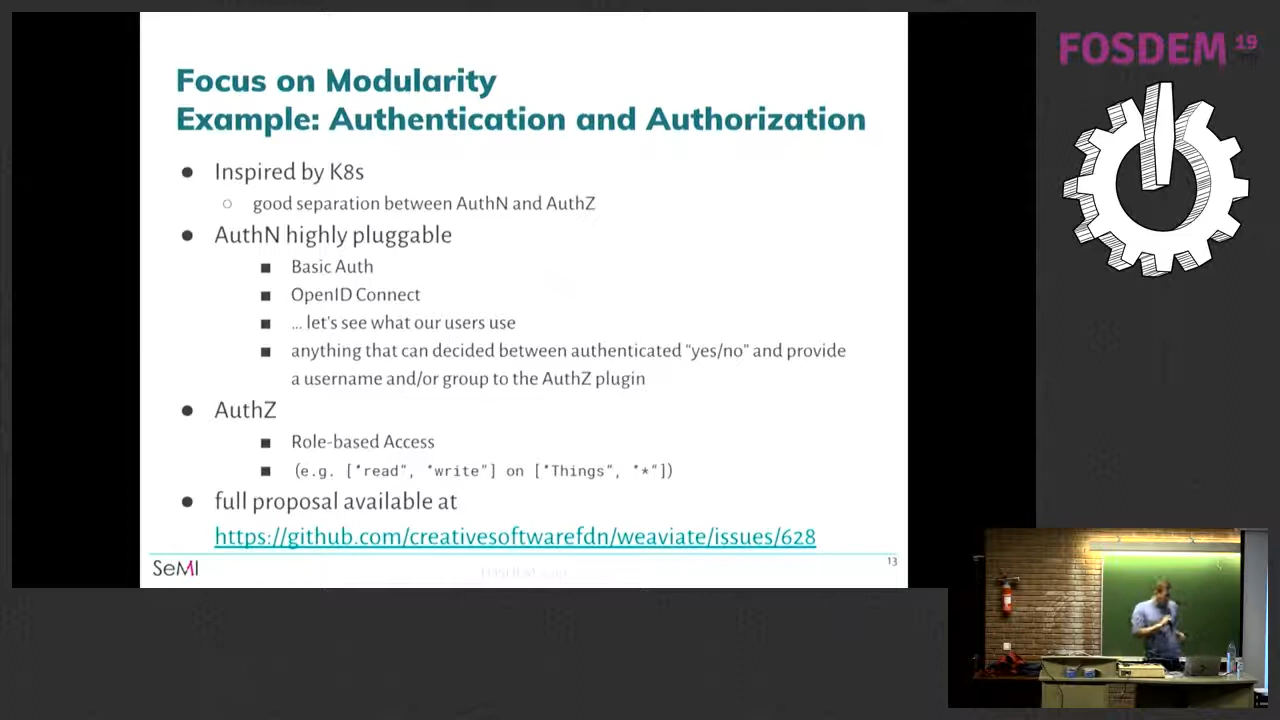 Focus on Modularity
Example: Authentication and Authorization
● Inspired by K8s
○ good separation between AuthN and AuthZ
● AuthN highly pluggable
■ Basic Auth
■ OpenID Connect
■ ... let's see what our users use
■ anything that can decided between authenticated "yes/no" and provide
a username and/or group to the AuthZ plugin
● AuthZ
■ Role-based Access
■ (e.g. ["read", "write"] on ["Things", "*"])
● full proposal available at
https://github.com/creativesoftwarefdn/weaviate/issues/628
SeMI
13
FOSDEM 19